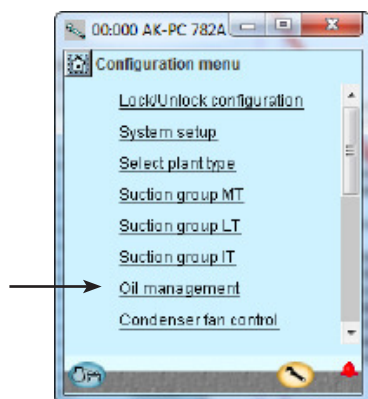 00:000 AK-PC 782A
Configuration menu
Lock/Unlock configuration
System setup
Select plant type
Suction group MT
Suction group LT
Suction group IT
Oil management
Condenser fan control